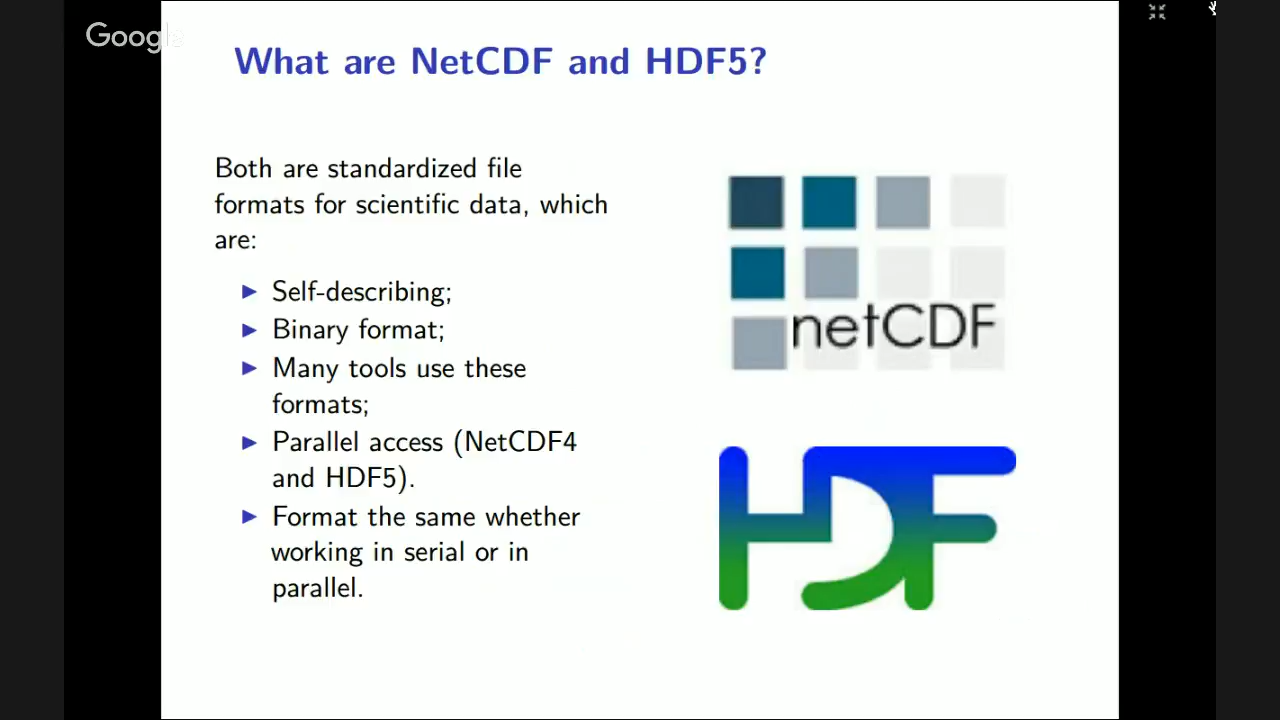 Google
What are NetCDF and HDF5?
Both are standardized file
formats for scientific data, which
are:
▶ Self-describing;
▶ Binary format;
▶ Many tools use these
formats;
▶ Parallel access (NetCDF4
and HDF5).
▶ Format the same whether
working in serial or in
parallel.
netCDF
HDF